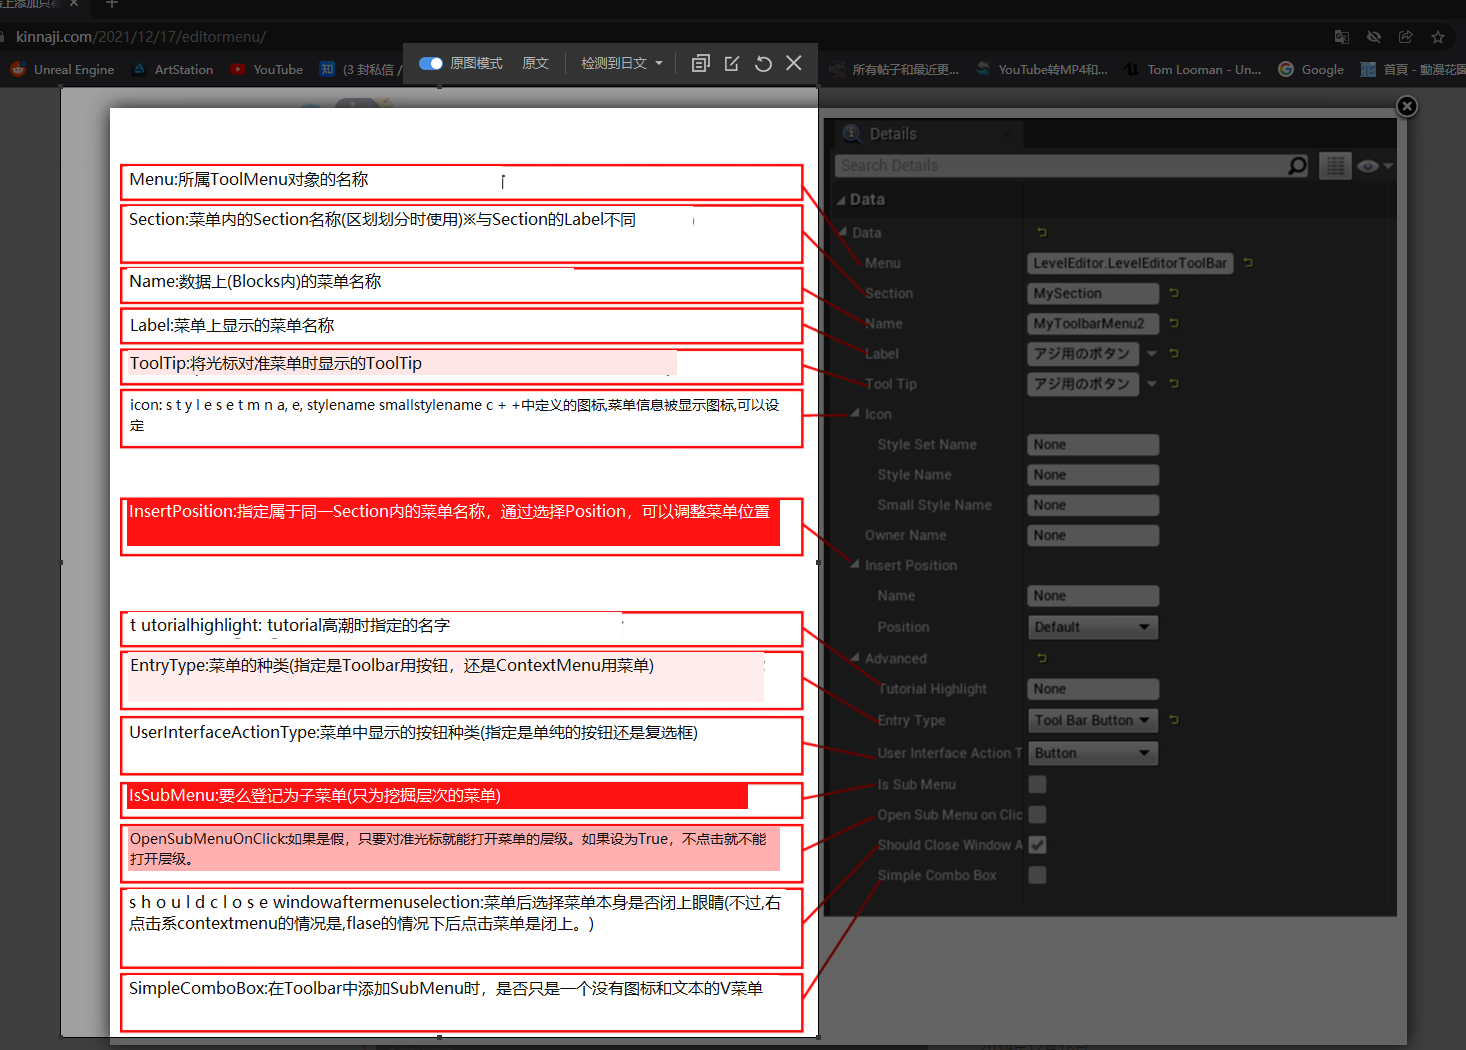 kinnaji.com/2021/12/17/editormenu/
Unreal Engine
ArtStation
YouTube
知
(3 封私信 /
原图模式
原文
检测到日文
所有帖子和最近更...
YouTube转MP4和...
Tom Looman - Un...
Google
首頁 - 動漫花園
Menu:所属ToolMenu对象的名称
Section:菜单内的Section名称(区划划分时使用)※与Section的Label不同
Name:数据上(Blocks内)的菜单名称
Label:菜单上显示的菜单名称
ToolTip:将光标对准菜单时显示的ToolTip
icon: s t y l e s e t m n a, e, stylename smallstylename c + +中定义的图标,菜单信息被显示图标,可以设
定
InsertPosition:指定属于同一Section内的菜单名称，通过选择Position，可以调整菜单位置
t utorialhighlight: tutorial高潮时指定的名字
EntryType:菜单的种类(指定是Toolbar用按钮，还是ContextMenu用菜单)
UserInterfaceActionType:菜单中显示的按钮种类(指定是单纯的按钮还是复选框)
IsSubMenu:要么登记为子菜单(只为挖掘层次的菜单)
OpenSubMenuOnClick:如果是假，只要对准光标就能打开菜单的层级。如果设为True，不点击就不能
打开层级。
s h o u l d c l o s e windowaftermenuselection:菜单后选择菜单本身是否闭上眼睛(不过,右
点击系contextmenu的情况是,flase的情况下后点击菜单是闭上。)
SimpleComboBox:在Toolbar中添加SubMenu时，是否只是一个没有图标和文本的V菜单
Details
Search Details
Data
Data
Menu LevelEditor.LevelEditorToolBar
Section MySection
Name MyToolbarMenu2
Label アジ用のボタン
Tool Tip アジ用のボタン
Icon
Style Set Name None
Style Name None
Small Style Name None
Owner Name None
Insert Position
Name None
Position Default
Advanced
Tutorial Highlight None
Entry Type Tool Bar Button
User Interface Action T Button
Is Sub Menu
Open Sub Menu on Clic
Should Close Window A
Simple Combo Box